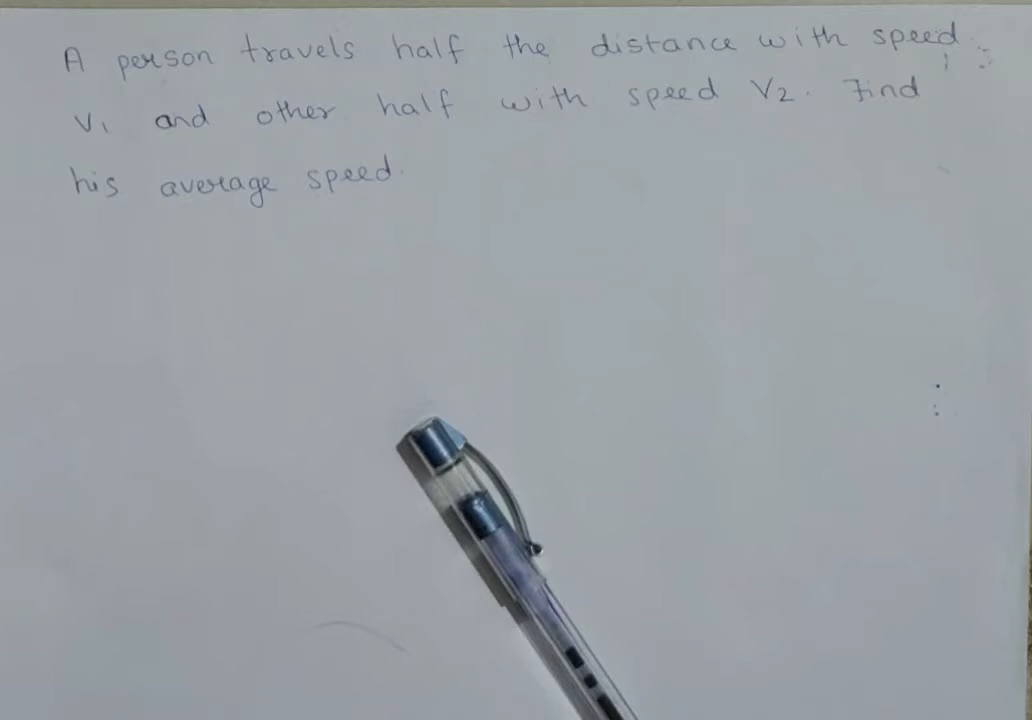 A person travels half the distance with speed
V1 and other half with speed V2. Find
his average speed.